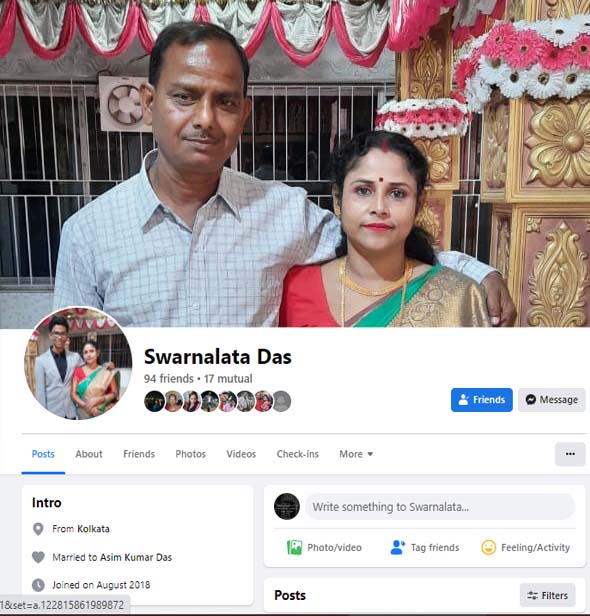 Swarnalata Das
94 friends • 17 mutual
Friends
Message
Posts
About
Friends
Photos
Videos
Check-ins
More
Intro
From Kolkata
Married to Asim Kumar Das
Joined on August 2018
Write something to Swarnalata...
Photo/video
Tag friends
Feeling/Activity
Posts
Filters
1&set=a.122815861989872